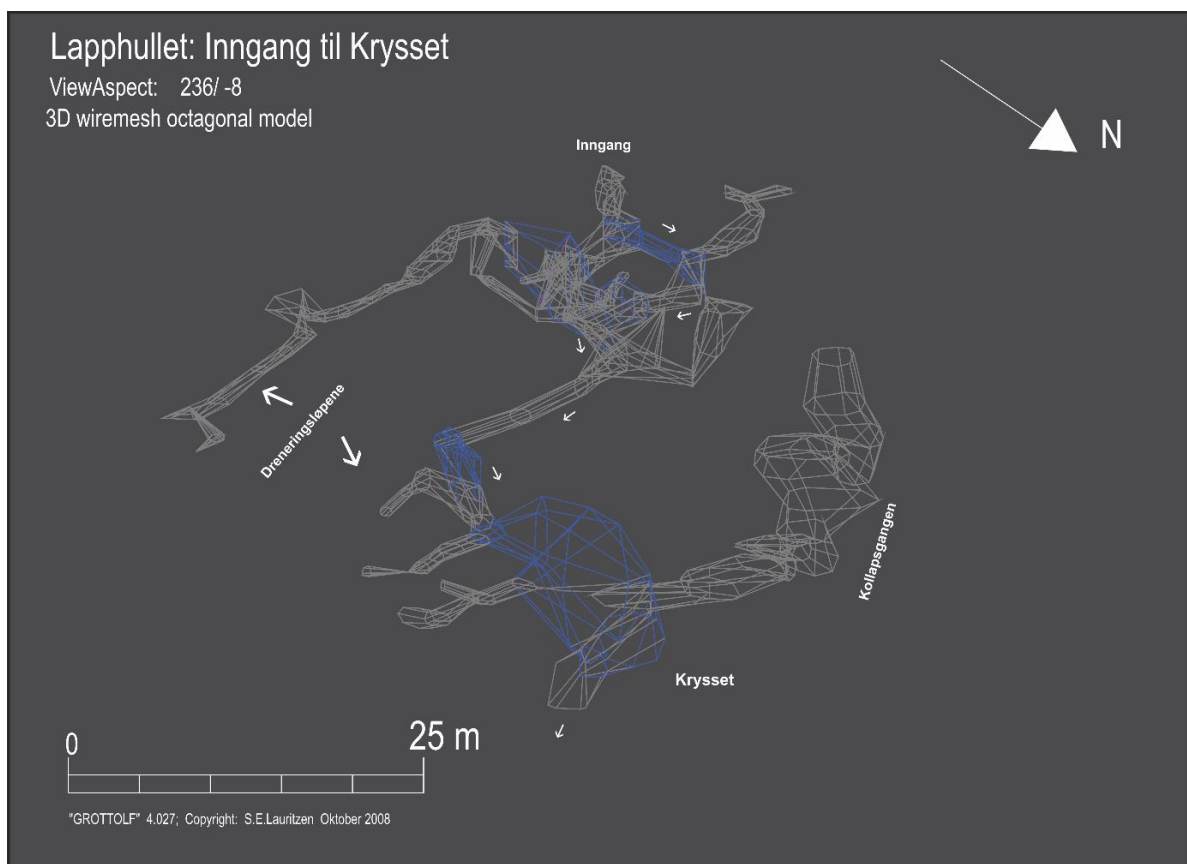 Lapphullet: Inngang til Krysset
ViewAspect: 236/ -8
3D wiremesh octagonal model
N
Inngang
Dreneringsløpene
Kollapsgangen
Krysset
0
25 m
"GROTTOLF" 4.027; Copyright: S.E.Lauritzen Oktober 2008